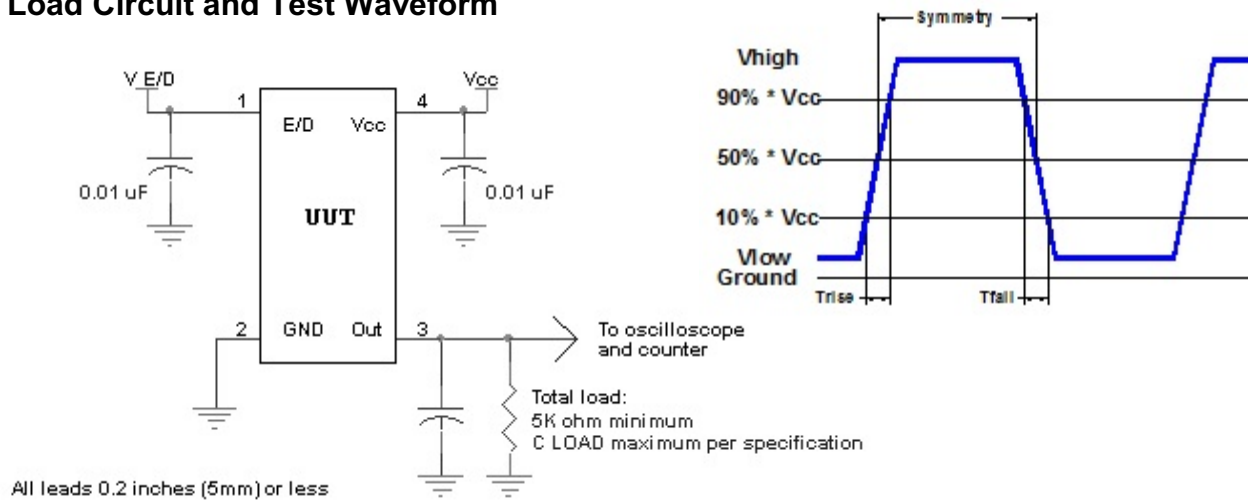 Load Circuit and Test Waveform
V E/D
Vcc
1
4
E/D Vcc
0.01 uF
0.01 uF
UUT
2
GND Out
3
To oscilloscope
and counter
Total load:
5K ohm minimum
C LOAD maximum per specification
All leads 0.2 inches (5mm) or less
Symmetry
Vhigh
90% * Vcc
50% * Vcc
10% * Vcc
Vlow
Ground
Trise
Tfall